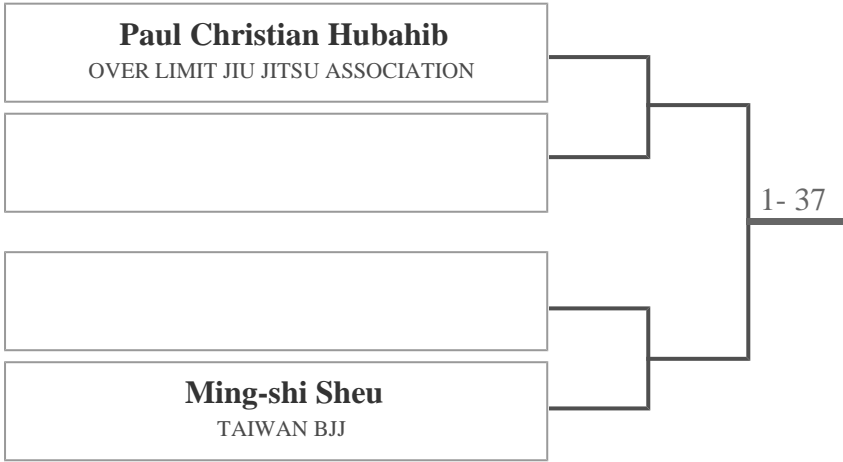 Paul Christian Hubahib
OVER LIMIT JIU JITSU ASSOCIATION
1- 37
Ming-shi Sheu
TAIWAN BJJ